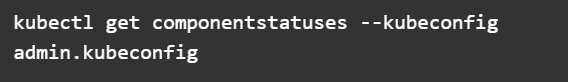 kubectl get componentstatuses --kubeconfig
admin.kubeconfig